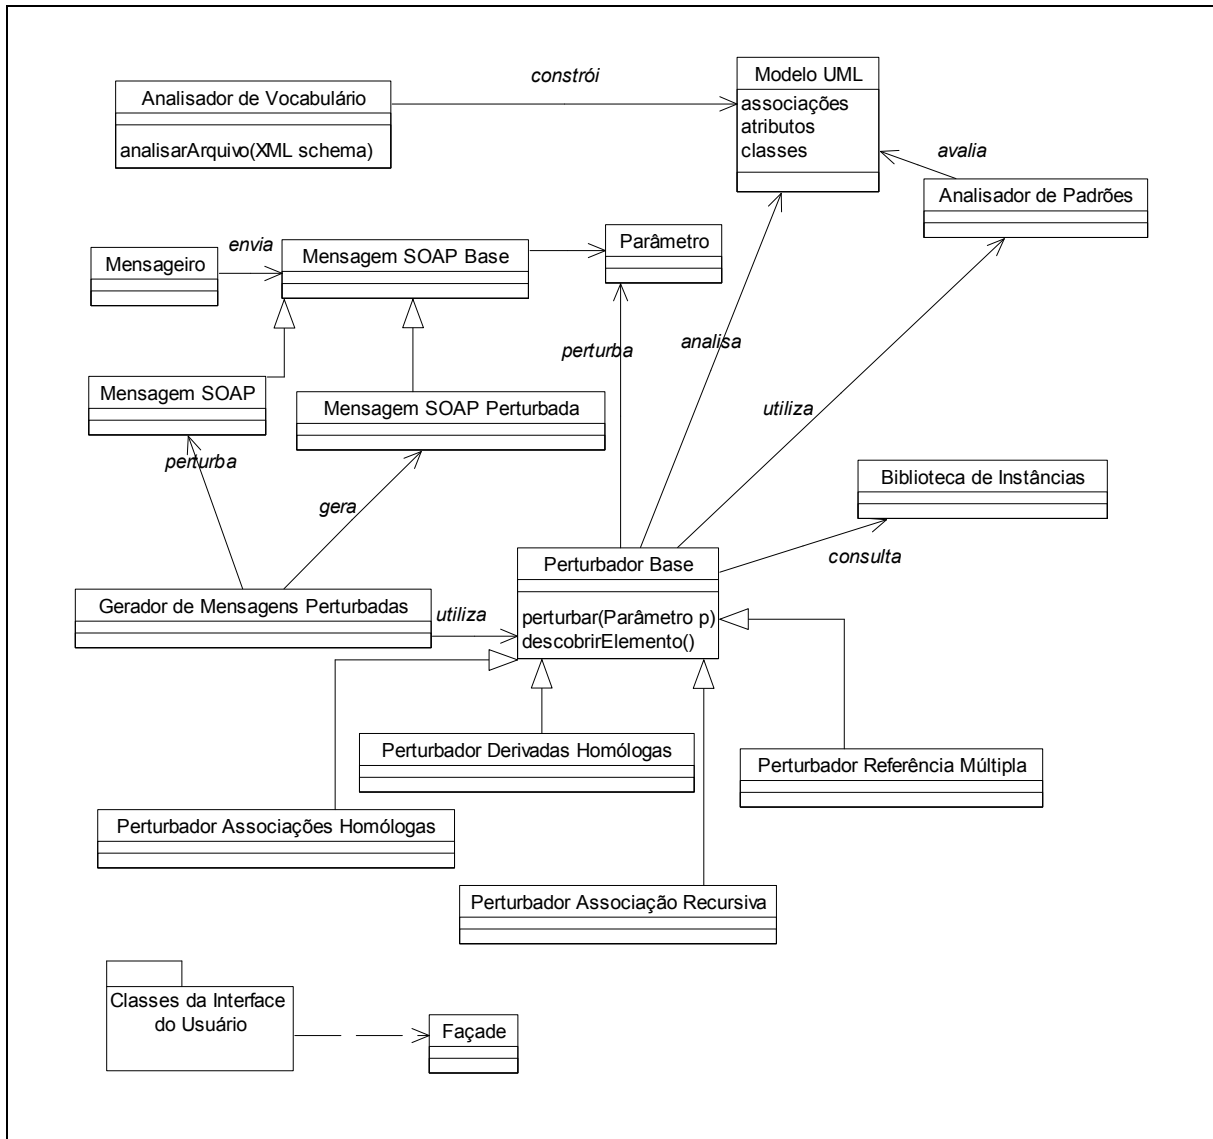 constrói
Modelo UML
Analisador de Vocabulário
associações
atributos
classes
analisarArquivo(XML schema)
avalia
Analisador de Padrões
envia
Mensagem SOAP Base
Parâmetro
Mensageiro
perturba
analisa
Mensagem SOAP
Mensagem SOAP Perturbada
utiliza
perturba
Biblioteca de Instâncias
gera
consulta
Perturbador Base
Gerador de Mensagens Perturbadas
utiliza
perturbar(Parâmetro p)
descobrirElemento()
Perturbador Derivadas Homólogas
Perturbador Referência Múltipla
Perturbador Associações Homólogas
Perturbador Associação Recursiva
Classes da Interface
do Usuário
Façade